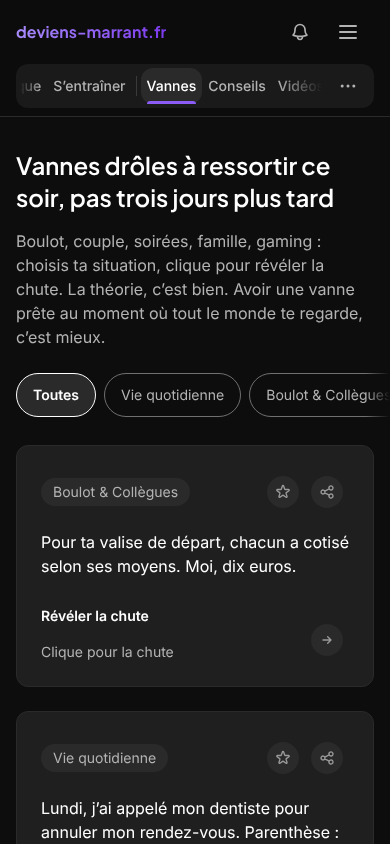 deviens-marrant.fr
S'entraîner Vannes Conseils
Vannes drôles à ressortir ce
soir, pas trois jours plus tard
Boulot, couple, soirées, famille, gaming :
choisis ta situation, clique pour révéler la
chute. La théorie, c'est bien. Avoir une vanne
prête au moment où tout le monde te regarde,
c'est mieux.
Toutes Vie quotidienne Boulot & Collègues
Boulot & Collègues
Pour ta valise de départ, chacun a cotisé
selon ses moyens. Moi, dix euros.
Révéler la chute
Clique pour la chute
Vie quotidienne
Lundi, j'ai appelé mon dentiste pour
annuler mon rendez-vous. Parenthèse :